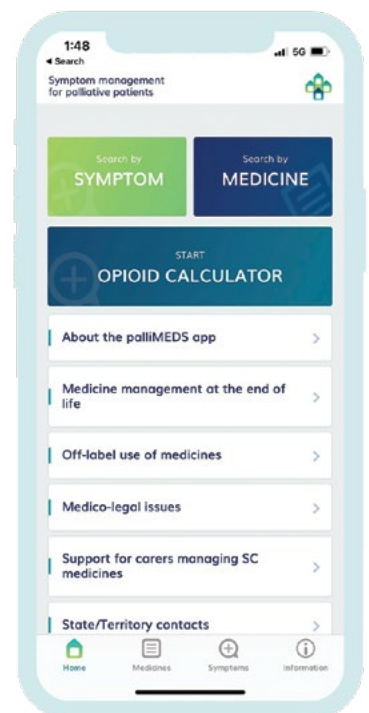 1:48
5G
◀ Search
Symptom management
for palliative patients
Search by
SYMPTOM
Search by
MEDICINE
START
OPIOID CALCULATOR
About the palliMEDS app
Medicine management at the end of
life
Off-label use of medicines
Medico-legal issues
Support for carers managing SC
medicines
State/Territory contacts
Home
Medicines
Symptoms
Information